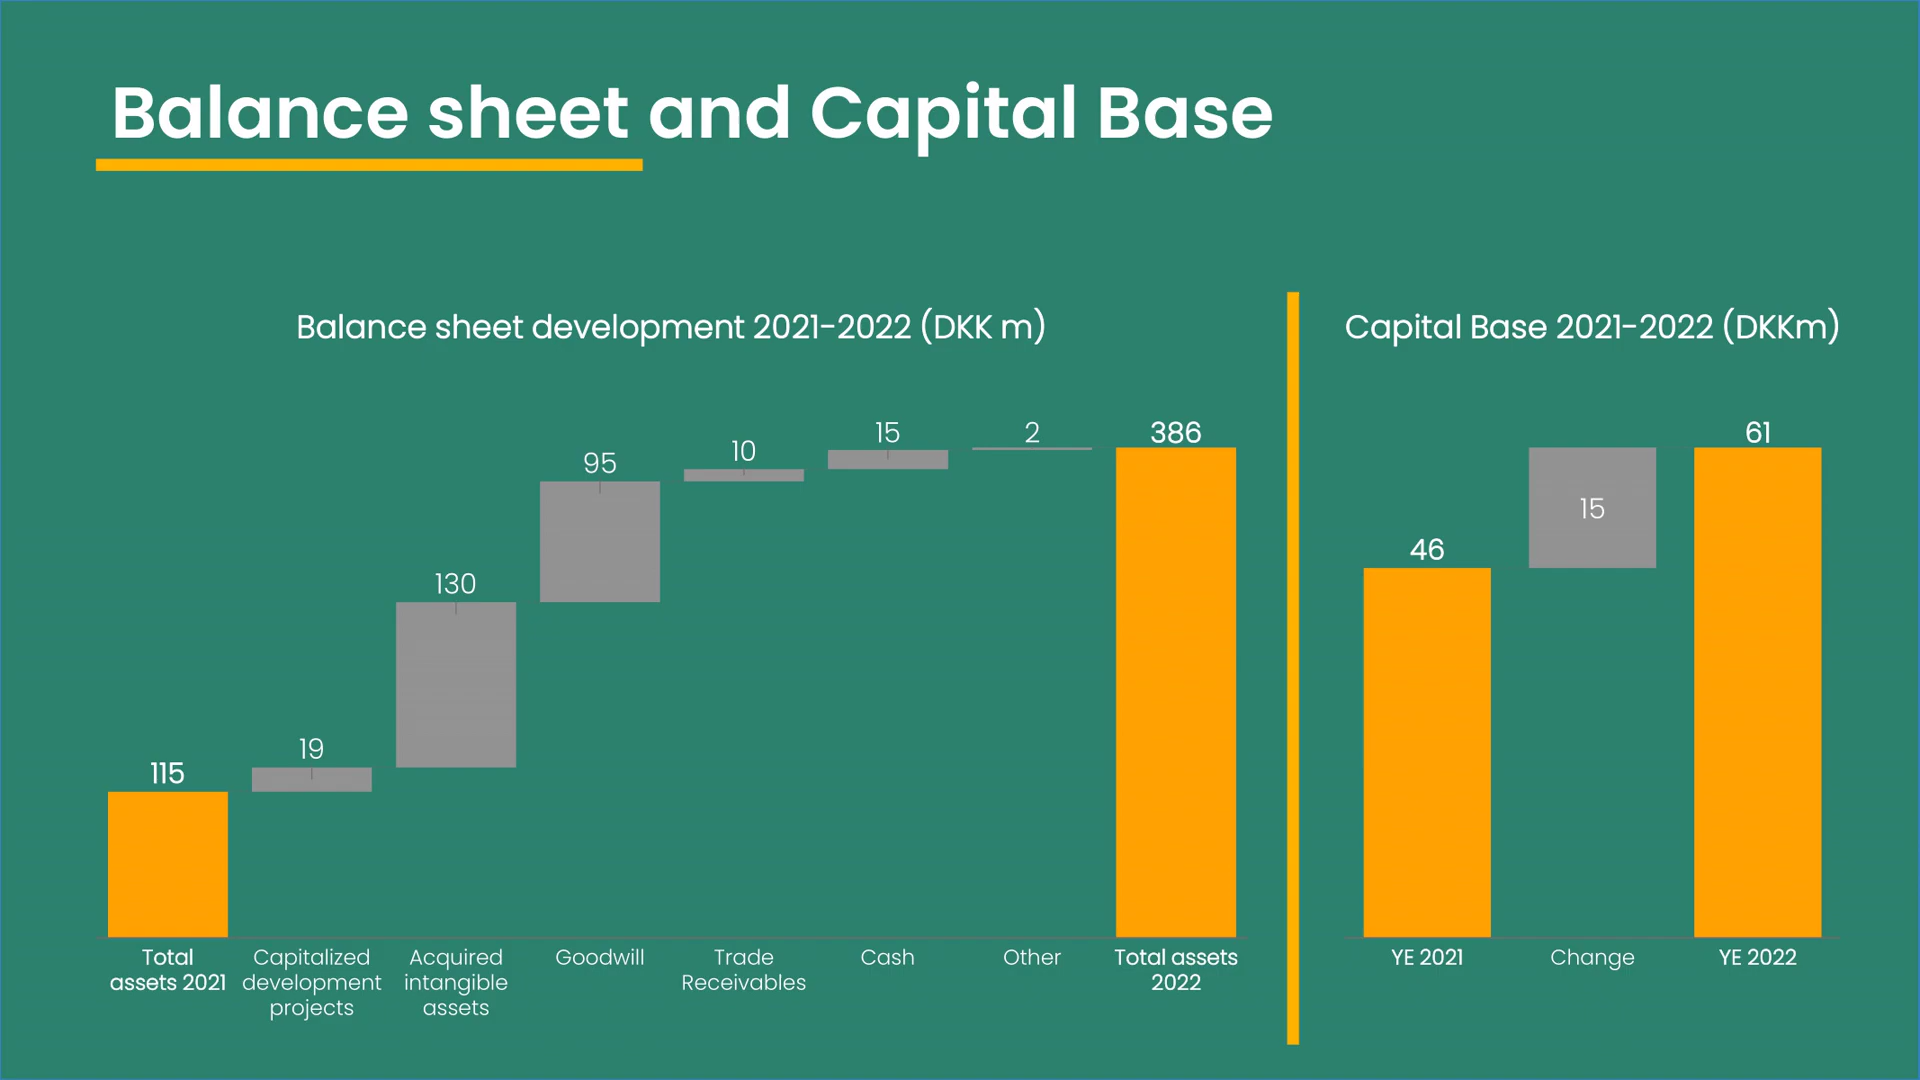 Balance sheet and Capital Base
Balance sheet development 2021-2022 (DKK m)
115
19
130
95
10
15
2
386
Total
assets 2021
Capitalized
development
projects
Acquired
intangible
assets
Goodwill
Trade
Receivables
Cash
Other
Total assets
2022
Capital Base 2021-2022 (DKKm)
46
15
61
YE 2021
Change
YE 2022